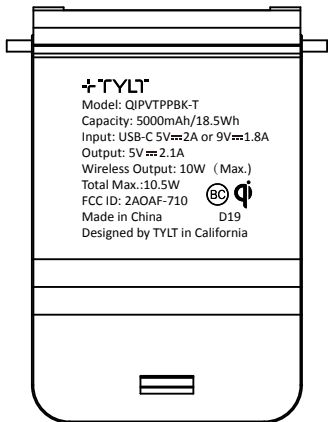 TYLT
Model: QIPVTPPBK-T
Capacity: 5000mAh/18.5Wh
Input: USB-C 5V⎓2A or 9V⎓1.8A
Output: 5V⎓2.1A
Wireless Output: 10W（Max.)
Total Max.:10.5W
FCC ID: 2AOAF-710
BC
qi
Made in China D19
Designed by TYLT in California